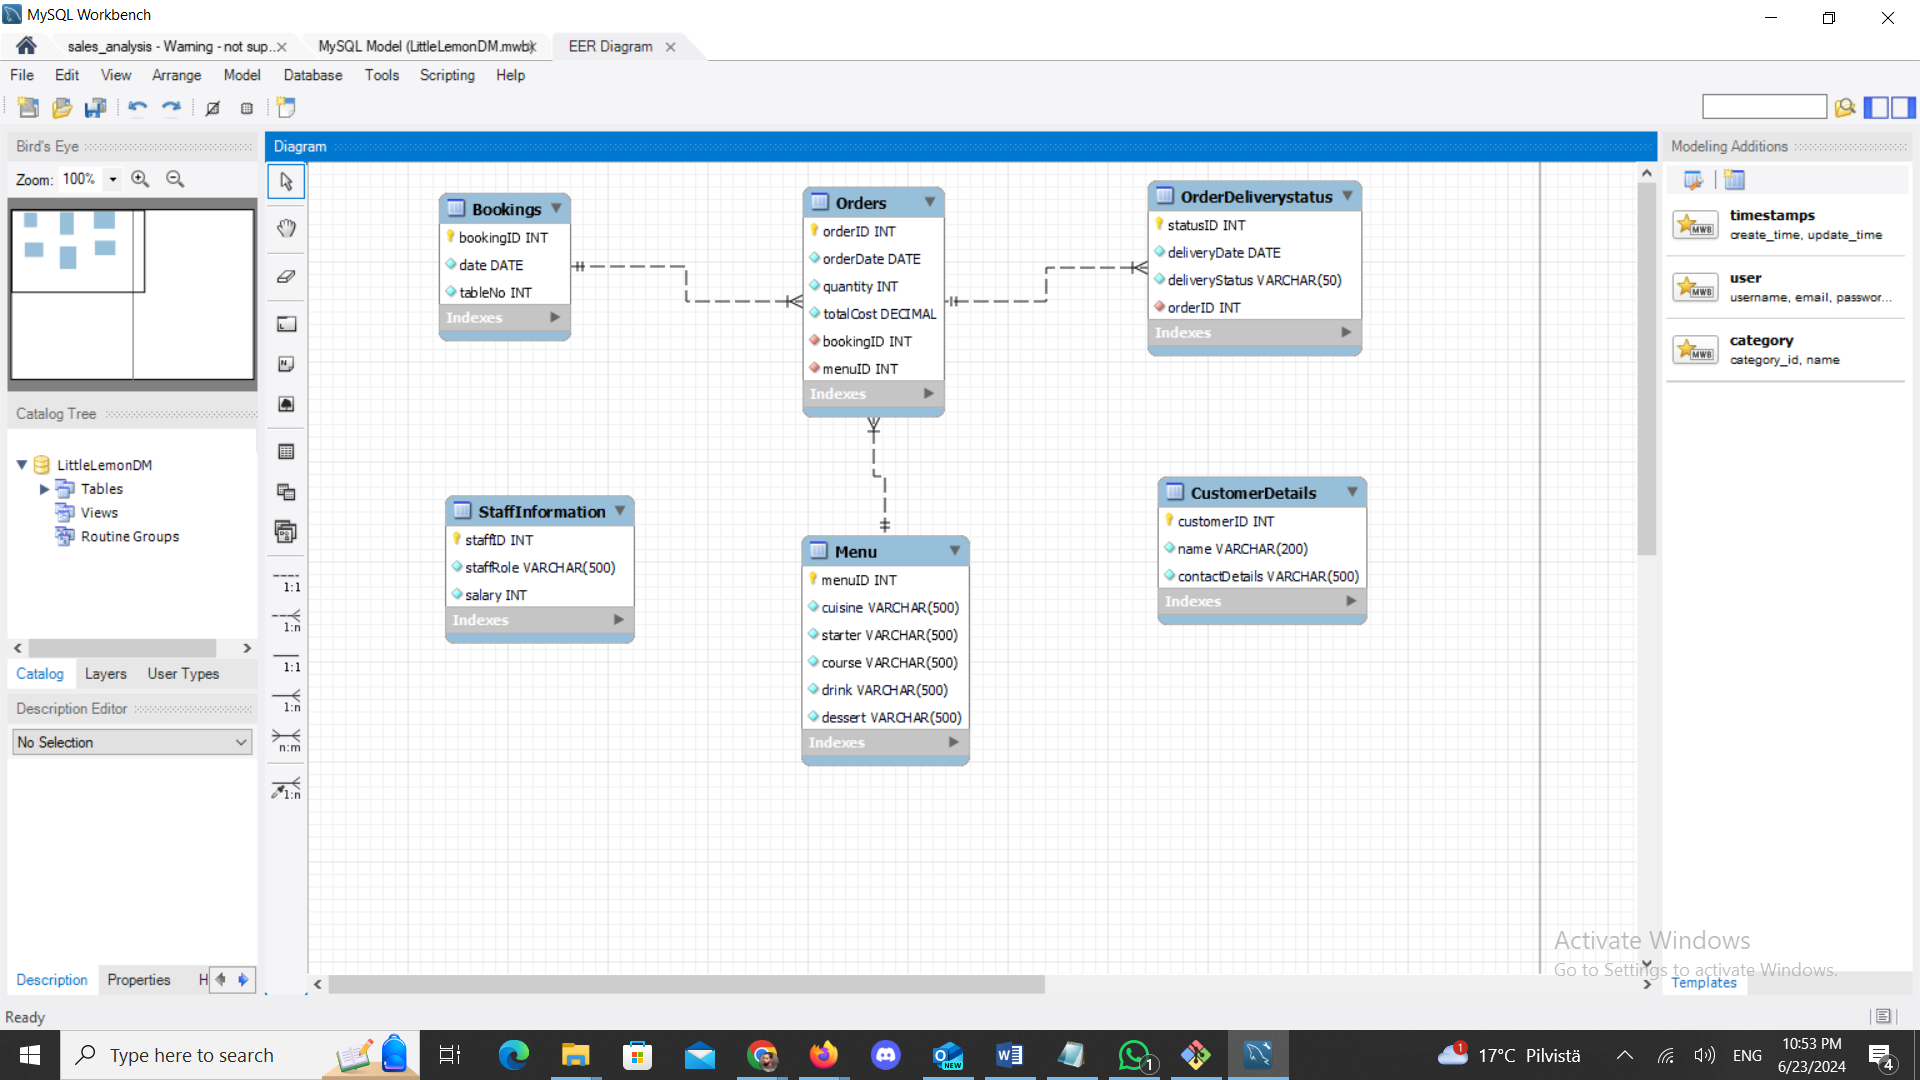 MySQL Workbench
sales_analysis - Warning - not sup...
MySQL Model (LittleLemonDM.mwb)
EER Diagram
File Edit View Arrange Model Database Tools Scripting Help
Bird's Eye
Zoom: 100%
Catalog Tree
LittleLemonDM
Tables
Views
Routine Groups
Catalog Layers User Types
Description Editor
No Selection
Description Properties H
Ready
Diagram
1:1
1:n
1:1
1:n
n:m
1:n
Bookings
bookingID INT
date DATE
tableNo INT
Indexes
Orders
orderID INT
orderDate DATE
quantity INT
totalCost DECIMAL
bookingID INT
menuID INT
Indexes
OrderDeliverystatus
statusID INT
deliveryDate DATE
deliveryStatus VARCHAR(50)
orderID INT
Indexes
StaffInformation
staffID INT
staffRole VARCHAR(500)
salary INT
Indexes
Menu
menuID INT
cuisine VARCHAR(500)
starter VARCHAR(500)
course VARCHAR(500)
drink VARCHAR(500)
dessert VARCHAR(500)
Indexes
CustomerDetails
customerID INT
name VARCHAR(200)
contactDetails VARCHAR(500)
Indexes
Modeling Additions
MWB
timestamps
create_time, update_time
MWB
user
username, email, passwor...
MWB
category
category_id, name
Activate Windows
Go to Settings to activate Windows.
Templates
Type here to search
NEW
1
1
17°C Pilvistä
ENG
10:53 PM
6/23/2024
4